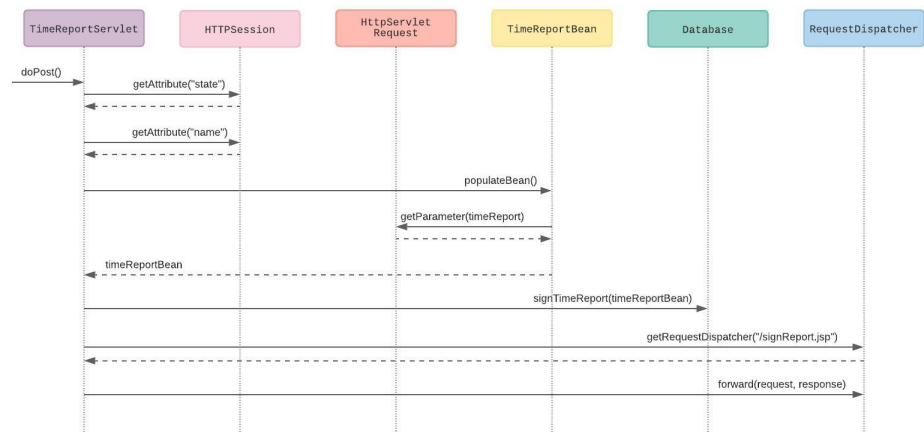 TimeReportServlet
HTTPSession
HttpServlet
Request
TimeReportBean
Database
RequestDispatcher
doPost()
getAttribute("state")
getAttribute("name")
populateBean()
getParameter(timeReport)
timeReportBean
signTimeReport(timeReportBean)
getRequestDispatcher("/signReport.jsp")
forward(request, response)